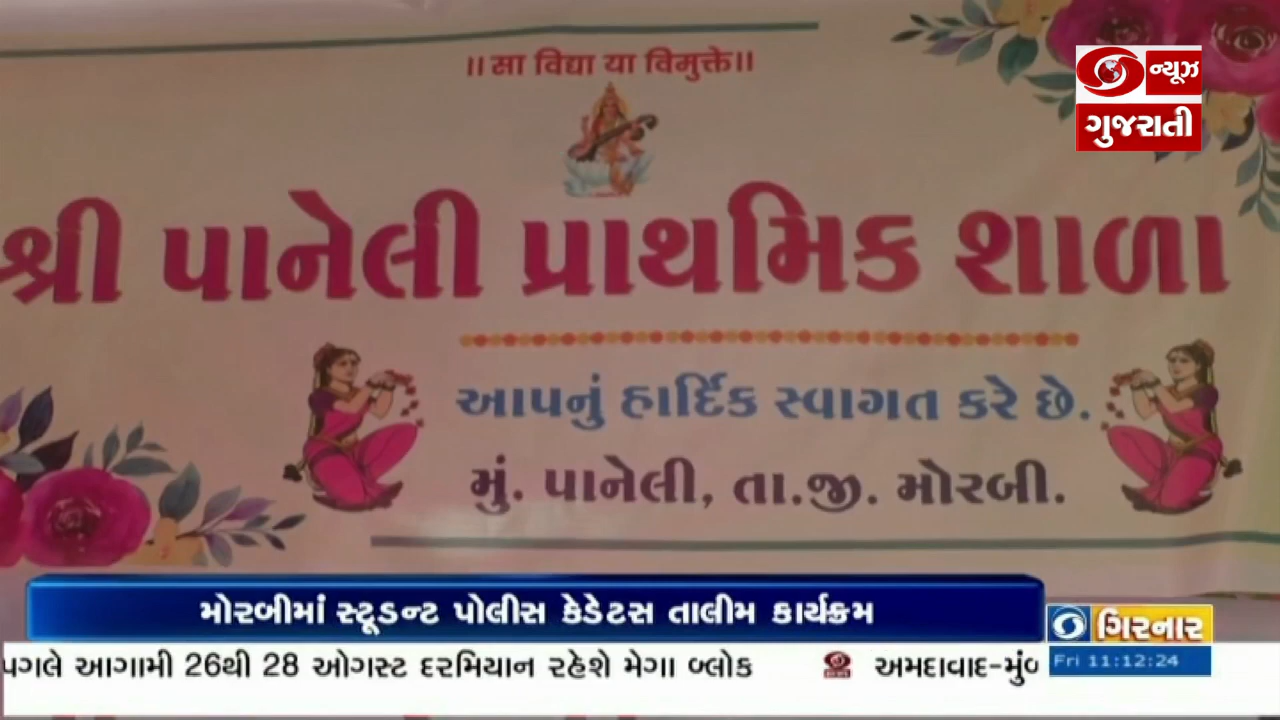 ॥सा विद्या या विमुक्ते॥
ન્યૂઝ
ગુજરાતી
શ્રી પાનેલી પ્રાથમિક શાળા
આપનું હાર્દિક સ્વાગત કરે છે.
મું. પાનેલી, તા.જી. મોરબી.
મોરબીમાં સ્ટૂડન્ટ પોલીસ કેડેટસ તાલીમ કાર્યક્રમ
ગિરનાર
પગલે આગામી 26થી 28 ઓગસ્ટ દરમિયાન રહેશે મેગા બ્લોક
અમદાવાદ-મુંબ
Fri 11:12:24